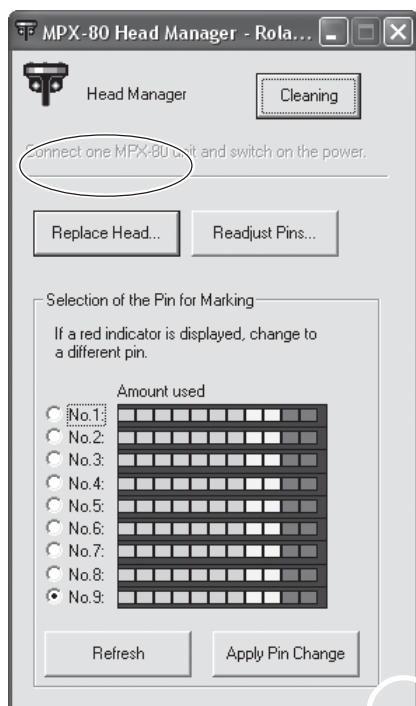 MPX-80 Head Manager - Rola...
Head Manager
Cleaning
Connect one MPX-80 unit and switch on the power.
Replace Head...
Readjust Pins...
Selection of the Pin for Marking
If a red indicator is displayed, change to
a different pin.
Amount used
No.1:
No.2:
No.3:
No.4:
No.5:
No.6:
No.7:
No.8:
No.9:
Refresh
Apply Pin Change